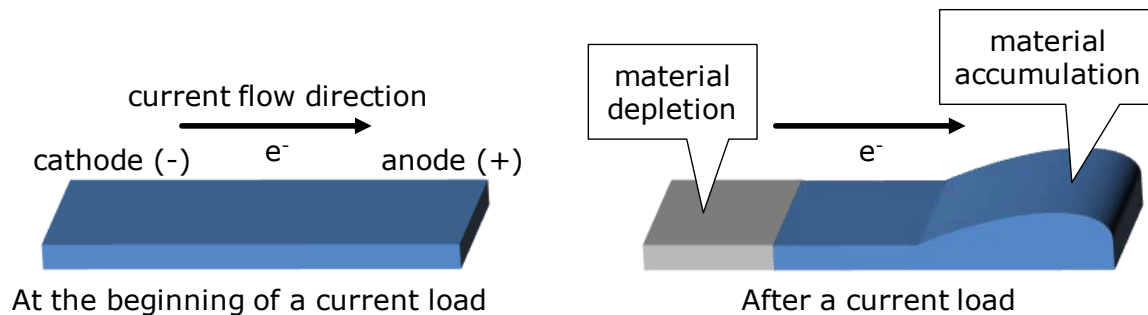 current flow direction
e⁻
cathode (-)
anode (+)
At the beginning of a current load
material
depletion
material
accumulation
e⁻
After a current load